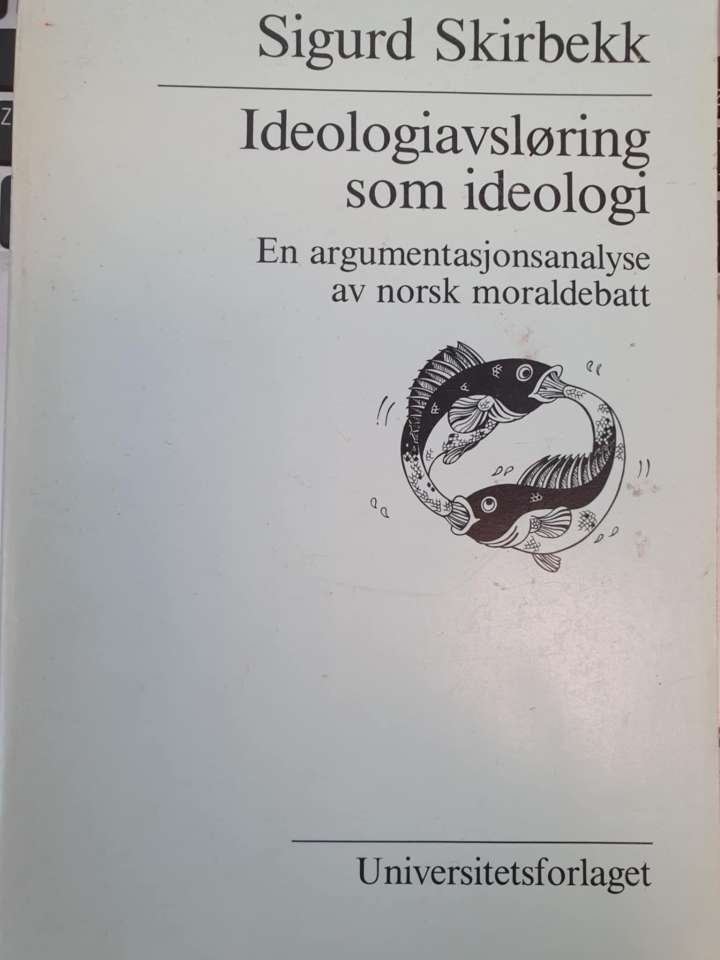 Sigurd Skirbekk
Ideologiavsløring
som ideologi
En argumentasjonsanalyse
av norsk moraldebatt
Universitetsforlaget
Z